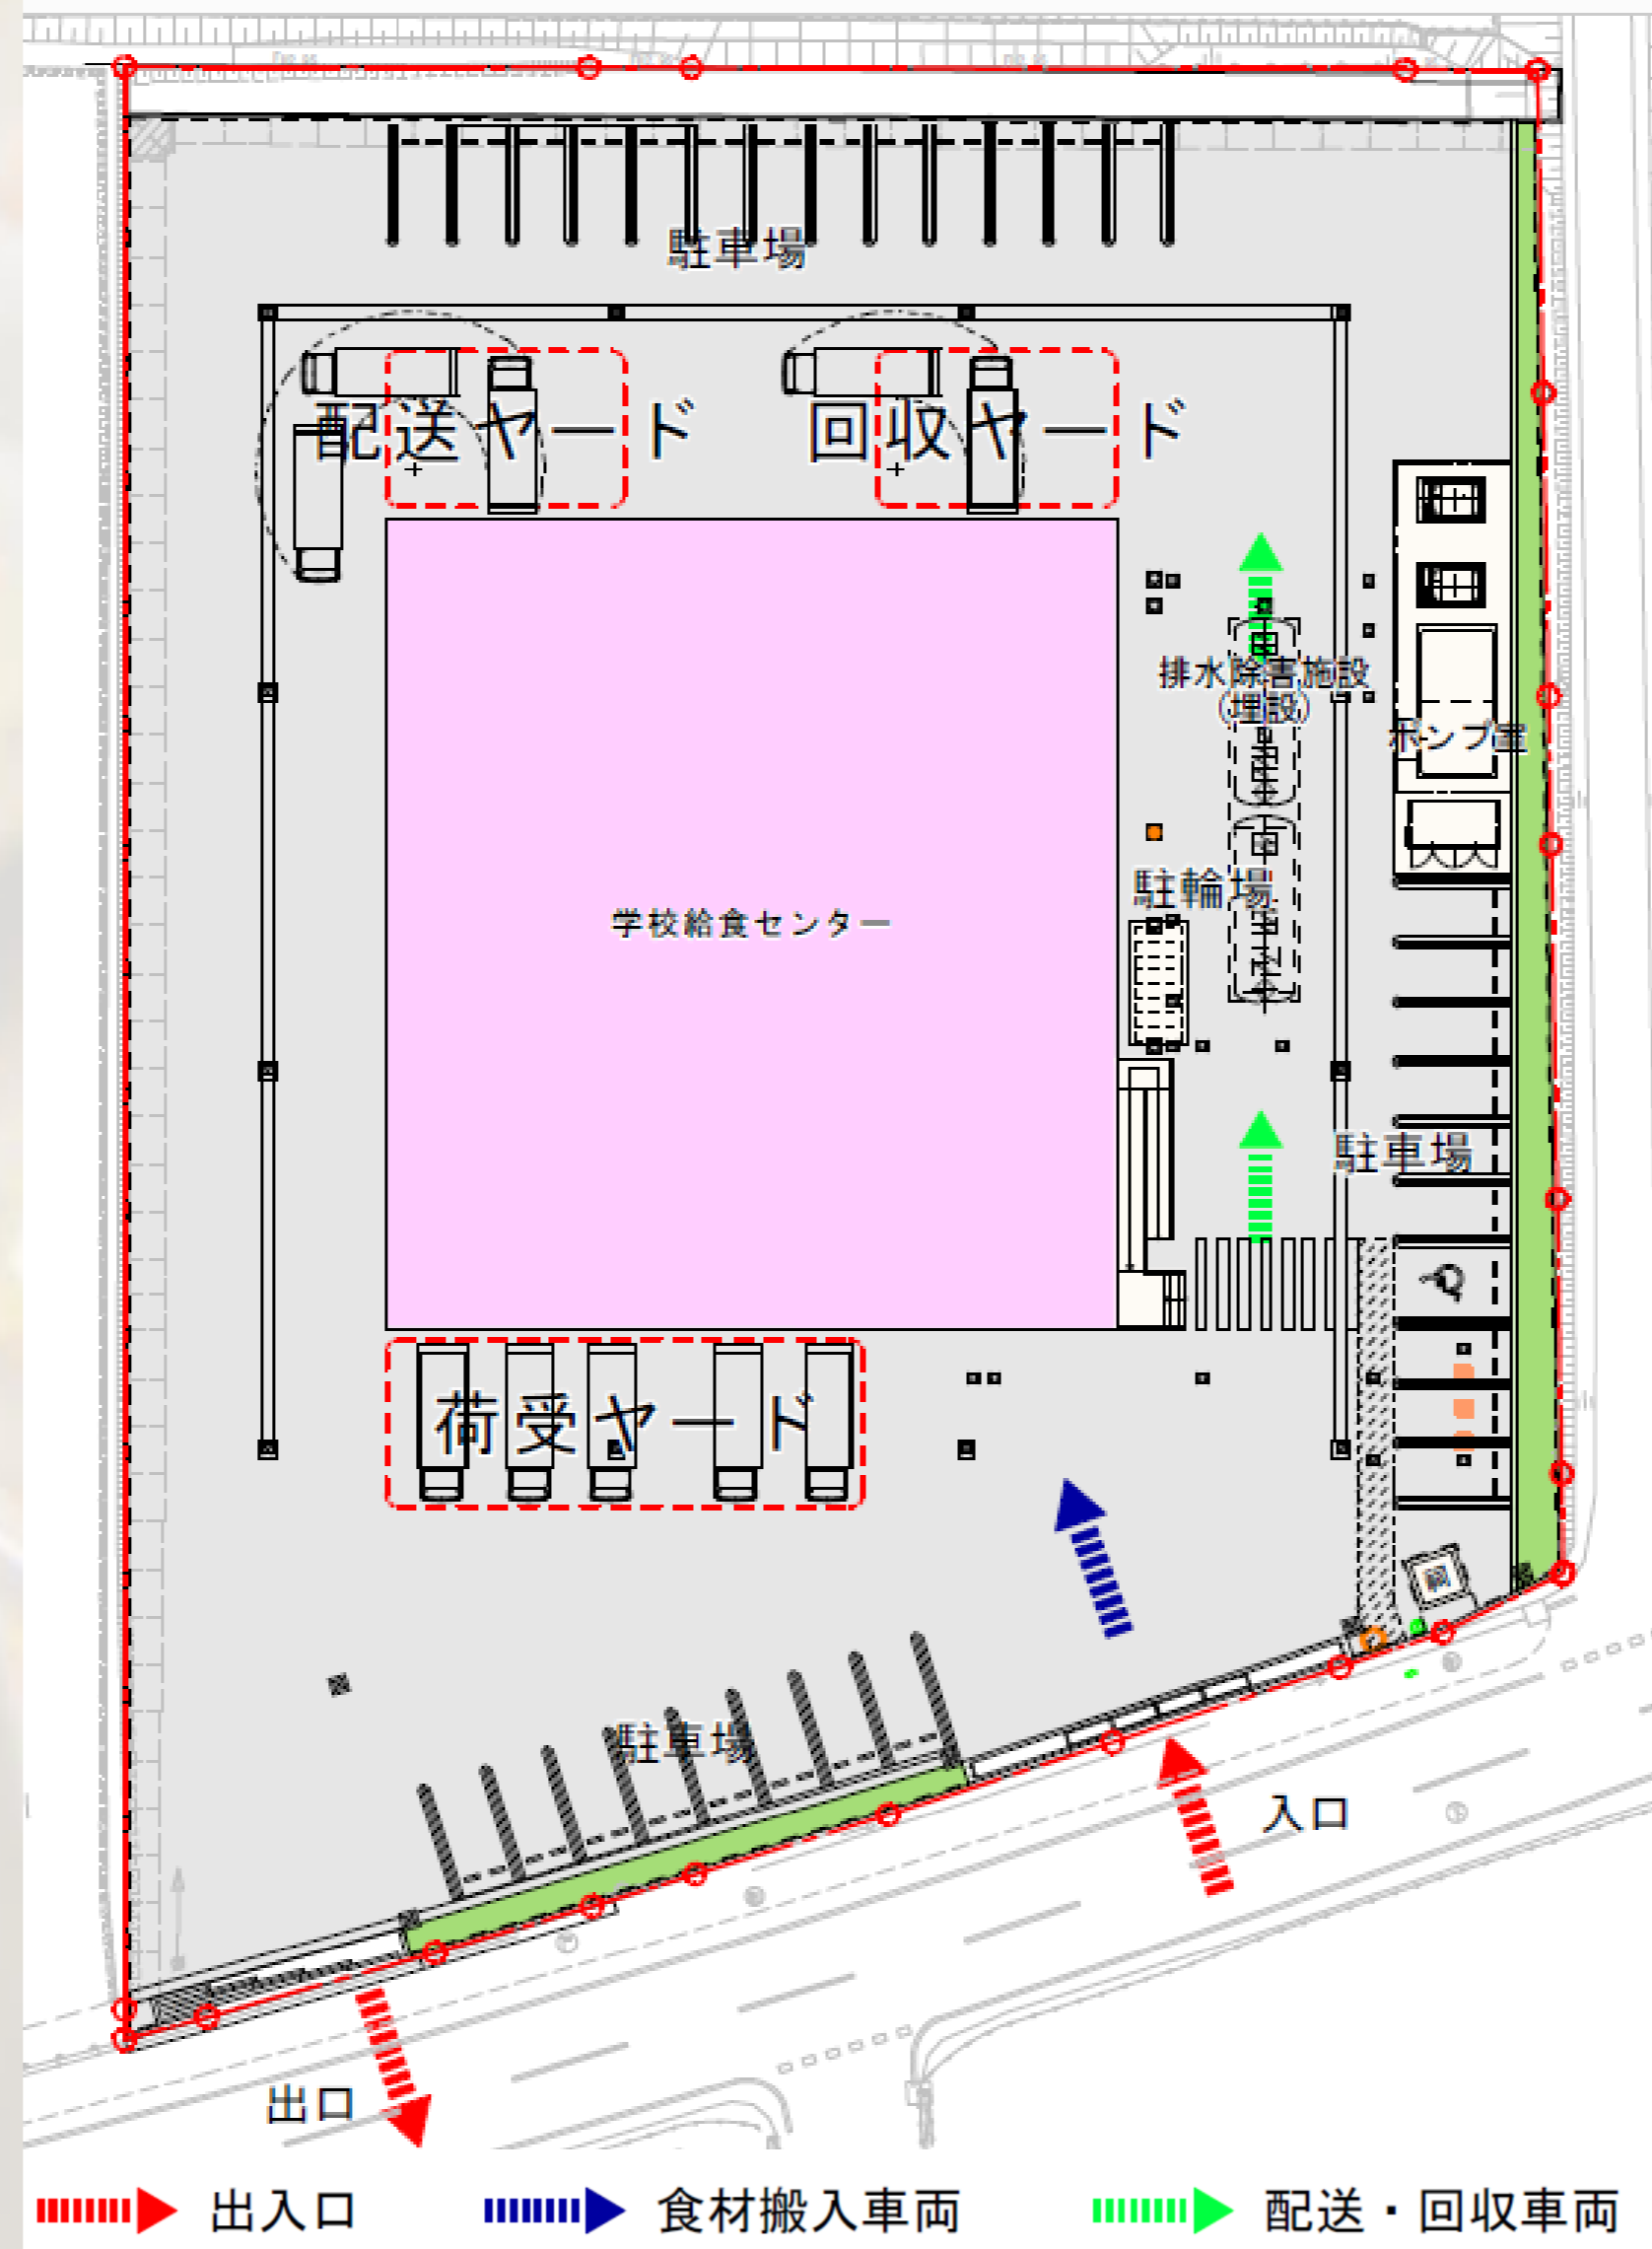 駐車場
配送ヤード
回収ヤード
排水除害施設
(埋設)
ポンプ室
駐輪場
学校給食センター
駐車場
荷受ヤード
祠
駐車場
入口
出口
出入口
食材搬入車両
配送・回収車両